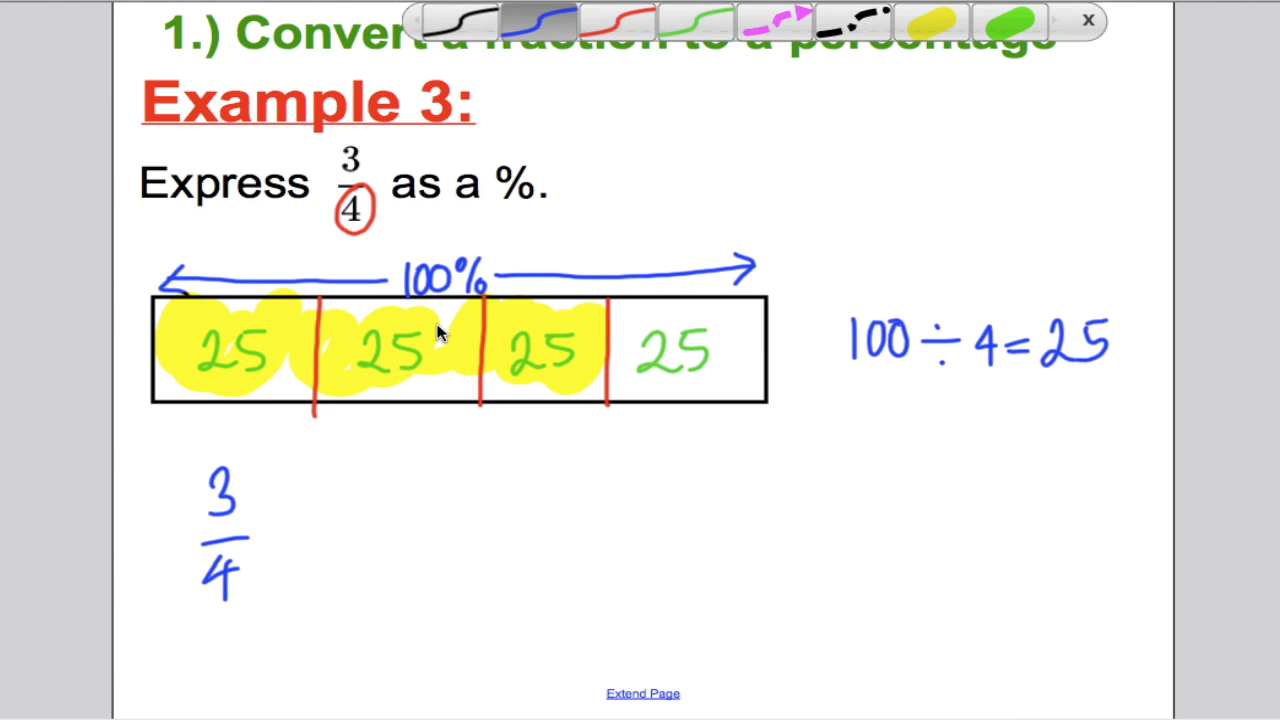 1.) Convert a fraction to a percentage
x
Example 3:
Express 3/4 as a %.
100%
25 25 25 25
100 ÷ 4 = 25
3
4
Extend Page